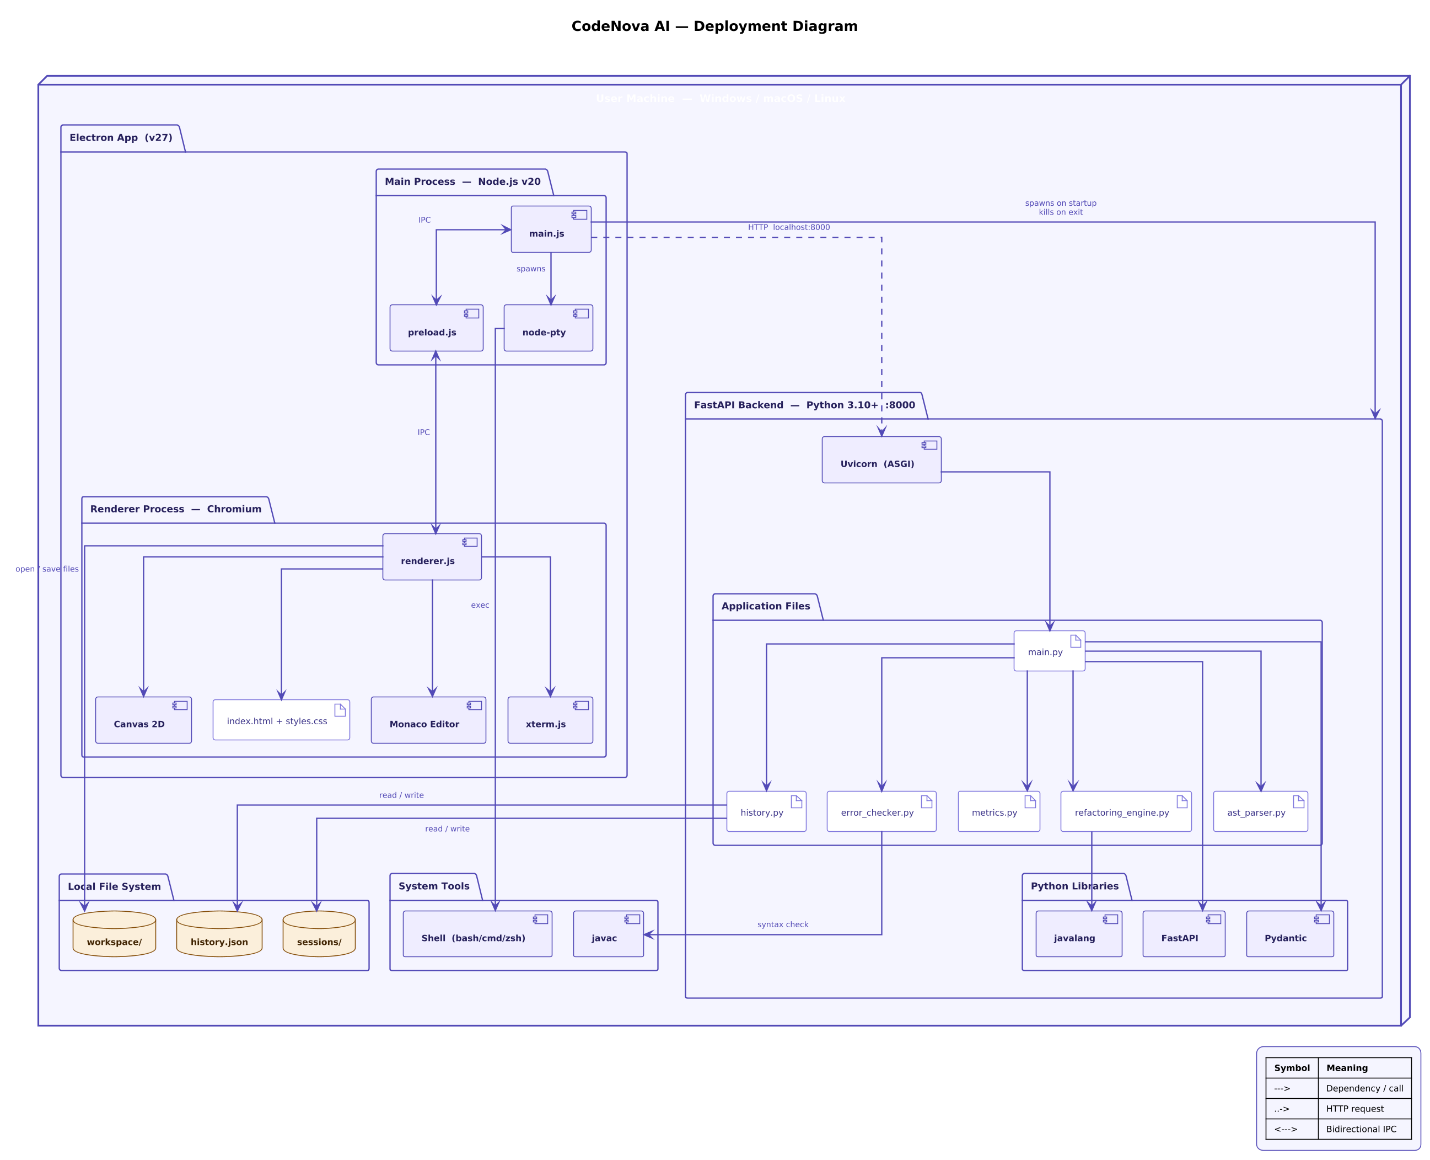 CodeNova AI — Deployment Diagram
User Machine — Windows / macOS / Linux
Electron App (v27)
Main Process — Node.js v20
main.js
IPC
spawns
preload.js
node-pty
spawns on startup
kills on exit
HTTP localhost:8000
IPC
FastAPI Backend — Python 3.10+ :8000
Uvicorn (ASGI)
Renderer Process — Chromium
renderer.js
open / save files
exec
Canvas 2D
index.html + styles.css
Monaco Editor
xterm.js
Application Files
main.py
history.py
error_checker.py
metrics.py
refactoring_engine.py
ast_parser.py
read / write
read / write
Local File System
workspace/
history.json
sessions/
System Tools
Shell (bash/cmd/zsh)
javac
syntax check
Python Libraries
javalang
FastAPI
Pydantic
Symbol Meaning
---> Dependency / call
..-> HTTP request
<---> Bidirectional IPC